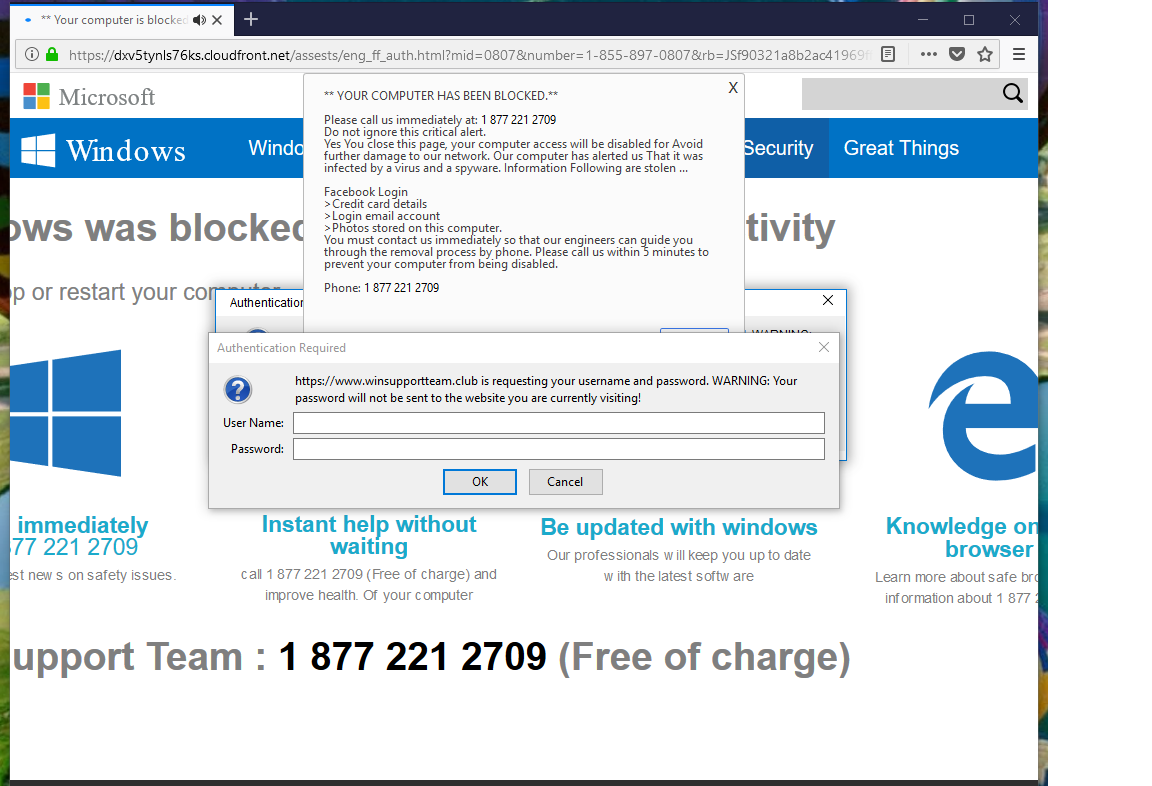 ** Your computer is blocked
https://dxv5tynls76ks.cloudfront.net/assests/eng_ff_auth.html?mid=0807&number=1-855-897-0807&rb=JSf90321a8b2ac41969f
Microsoft
Windows
Windo
Security
Great Things
** YOUR COMPUTER HAS BEEN BLOCKED.**
X
Please call us immediately at: 1 877 221 2709
Do not ignore this critical alert.
Yes You close this page, your computer access will be disabled for Avoid
further damage to our network. Our computer has alerted us That it was
infected by a virus and a spyware. Information Following are stolen ...
Facebook Login
>Credit card details
>Login email account
>Photos stored on this computer.
You must contact us immediately so that our engineers can guide you
through the removal process by phone. Please call us within 5 minutes to
prevent your computer from being disabled.
Phone: 1 877 221 2709
ows was blocked
tivity
p or restart your computer
Authentication
WARNING:
Authentication Required
https://www.winsupportteam.club is requesting your username and password. WARNING: Your
password will not be sent to the website you are currently visiting!
User Name:
Password:
OK
Cancel
immediately
77 221 2709
est new s on safety issues.
Instant help without
waiting
call 1 877 221 2709 (Free of charge) and
improve health. Of your computer
Be updated with windows
Our professionals w ill keep you up to date
w ith the latest softw are
Knowledge on
browser
Learn more about safe bro
information about 1 877 2
upport Team : 1 877 221 2709 (Free of charge)